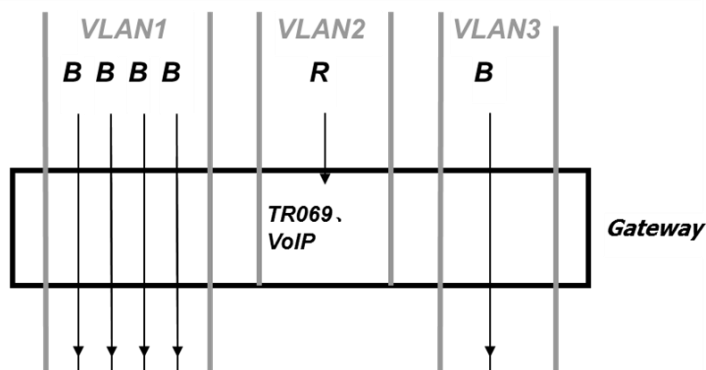 VLAN1 VLAN2 VLAN3
B B B B R B
TR069、
VoIP
Gateway